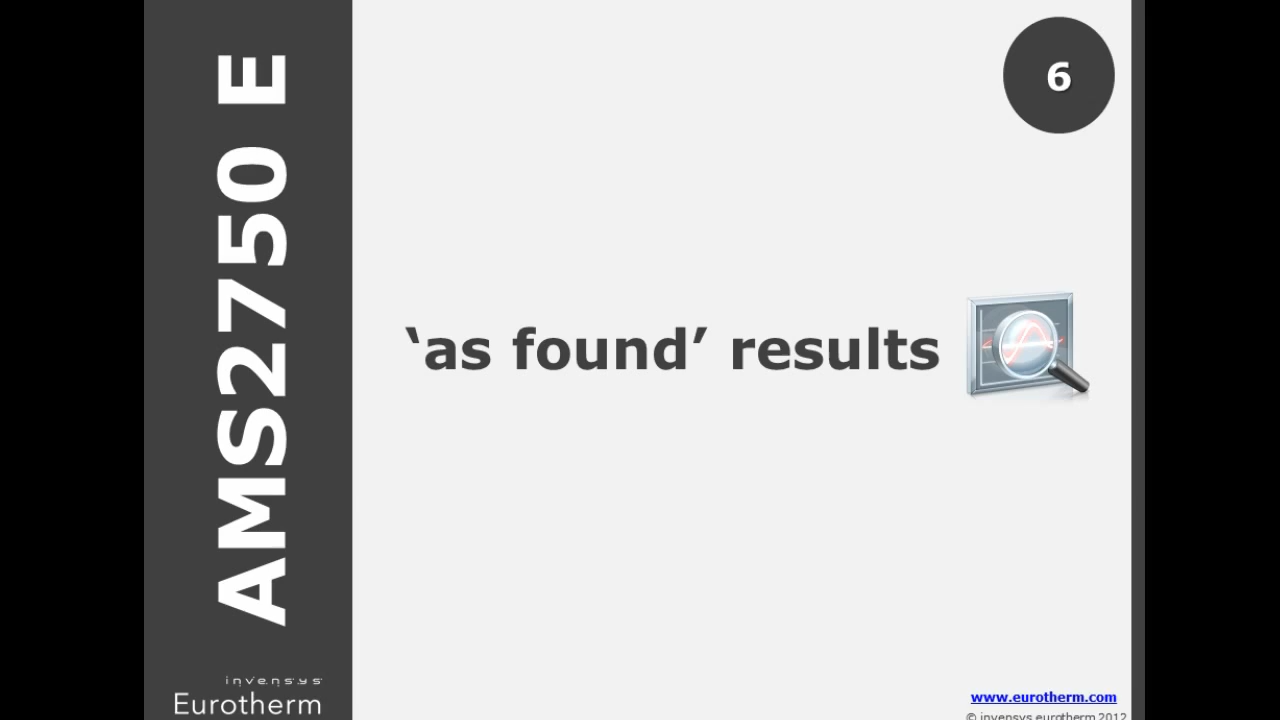 AMS2750 E
6
‘as found’ results
invensys
Eurotherm
www.eurotherm.com
© invensys eurotherm 2012